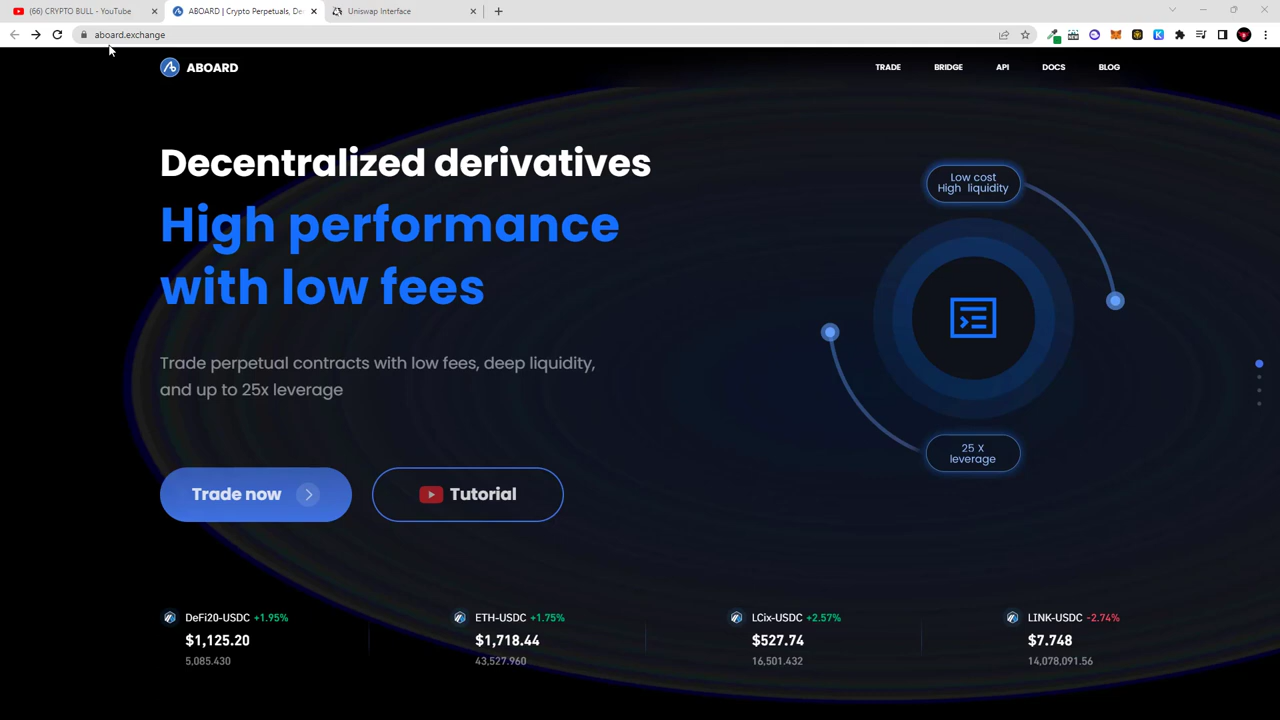 (66) CRYPTO BULL - YouTube
ABOARD | Crypto Perpetuals, De
Uniswap Interface
aboard.exchange
ABOARD
TRADE
BRIDGE
API
DOCS
BLOG
Decentralized derivatives
High performance
with low fees
Trade perpetual contracts with low fees, deep liquidity,
and up to 25x leverage
Trade now
Tutorial
Low cost
High liquidity
25 X
leverage
DeFi20-USDC +1.95%
$1,125.20
5,085.430
ETH-USDC +1.75%
$1,718.44
43,527.960
LCix-USDC +2.57%
$527.74
16,501.432
LINK-USDC -2.74%
$7.748
14,078,091.56